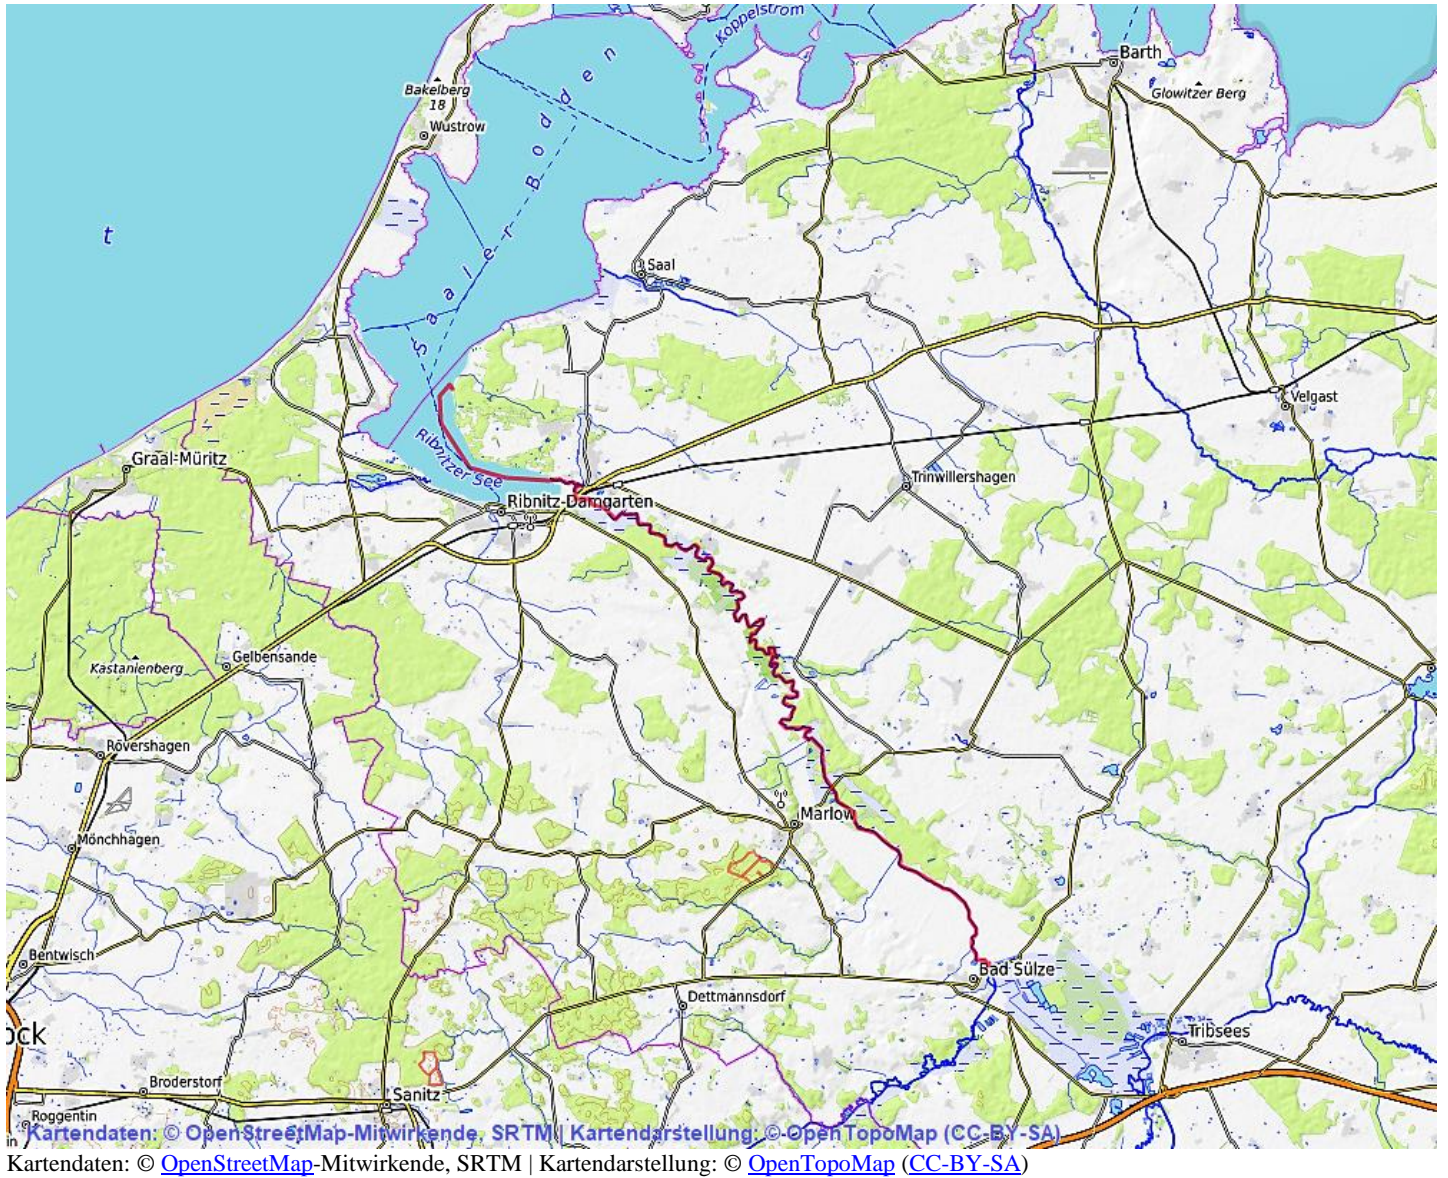 Koppelstrom
Barth
Bakelberg
18
Glowitzer Berg
Wustrow
Saaler Bodden
t
Saal
Velgast
Ribnitzer See
Graal-Müritz
Trinwillershagen
Ribnitz-Damgarten
Gelbensande
Kastanienberg
Rövershagen
Marlow
Mönchhagen
Bentwisch
Bad Sülze
Dettmannsdorf
ock
Tribsees
Broderstorf
Sanitz
Roggentin
in
Kartendaten: © OpenStreetMap-Mitwirkende, SRTM | Kartendarstellung: © OpenTopoMap (CC-BY-SA)
Kartendaten: © OpenStreetMap-Mitwirkende, SRTM | Kartendarstellung: © OpenTopoMap (CC-BY-SA)